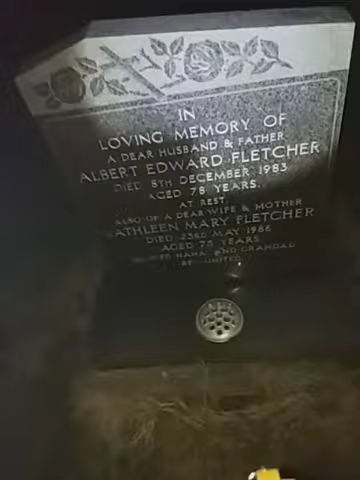 IN
LOVING MEMORY OF
A DEAR HUSBAND & FATHER
ALBERT EDWARD FLETCHER
DIED 8TH DECEMBER 1983
AGED 78 YEARS.
AT REST.
ALSO OF A DEAR WIFE & MOTHER
KATHLEEN MARY FLETCHER
DIED 23RD MAY 1986
AGED 75 YEARS
NANA AND GRANDAD
RE-UNITED